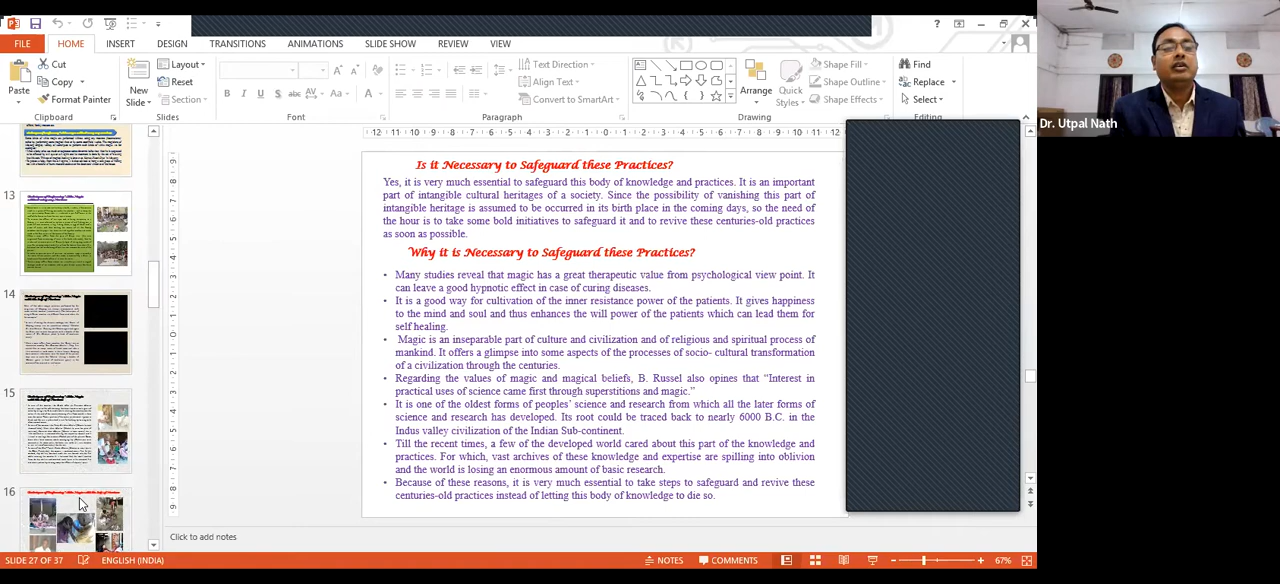 FILE
HOME
INSERT
DESIGN
TRANSITIONS
ANIMATIONS
SLIDE SHOW
REVIEW
VIEW
Paste
Cut
Copy
Format Painter
Clipboard
New
Slide
Layout
Reset
Section
Slides
Font
Text Direction
Align Text
Convert to SmartArt
Paragraph
Arrange
Quick
Styles
Shape Fill
Shape Outline
Shape Effects
Drawing
Find
Replace
Select
Editing
Dr. Utpal Nath
13
14
15
16
Is it Necessary to Safeguard these Practices?
Yes, it is very much essential to safeguard this body of knowledge and practices. It is an important
part of intangible cultural heritages of a society. Since the possibility of vanishing this part of
intangible heritage is assumed to be occurred in its birth place in the coming days, so the need of
the hour is to take some bold initiatives to safeguard it and to revive these centuries-old practices
as soon as possible.
Why it is Necessary to Safeguard these Practices?
• Many studies reveal that magic has a great therapeutic value from psychological view point. It
can leave a good hypnotic effect in case of curing diseases.
• It is a good way for cultivation of the inner resistance power of the patients. It gives happiness
to the mind and soul and thus enhances the will power of the patients which can lead them for
self healing.
• Magic is an inseparable part of culture and civilization and of religious and spiritual process of
mankind. It offers a glimpse into some aspects of the processes of socio- cultural transformation
of a civilization through the centuries.
• Regarding the values of magic and magical beliefs, B. Russel also opines that “Interest in
practical uses of science came first through superstitions and magic.”
• It is one of the oldest forms of peoples’ science and research from which all the later forms of
science and research has developed. Its root could be traced back to nearly 6000 B.C. in the
Indus valley civilization of the Indian Sub-continent.
• Till the recent times, a few of the developed world cared about this part of knowledge and
practices. For which, vast archives of these knowledge and expertise are spilling into oblivion
and the world is losing an enormous amount of basic research.
• Because of these reasons, it is very much essential to take steps to safeguard and revive these
centuries-old practices instead of letting this body of knowledge to die so.
Click to add notes
SLIDE 27 OF 37
ENGLISH (INDIA)
NOTES
COMMENTS
67%